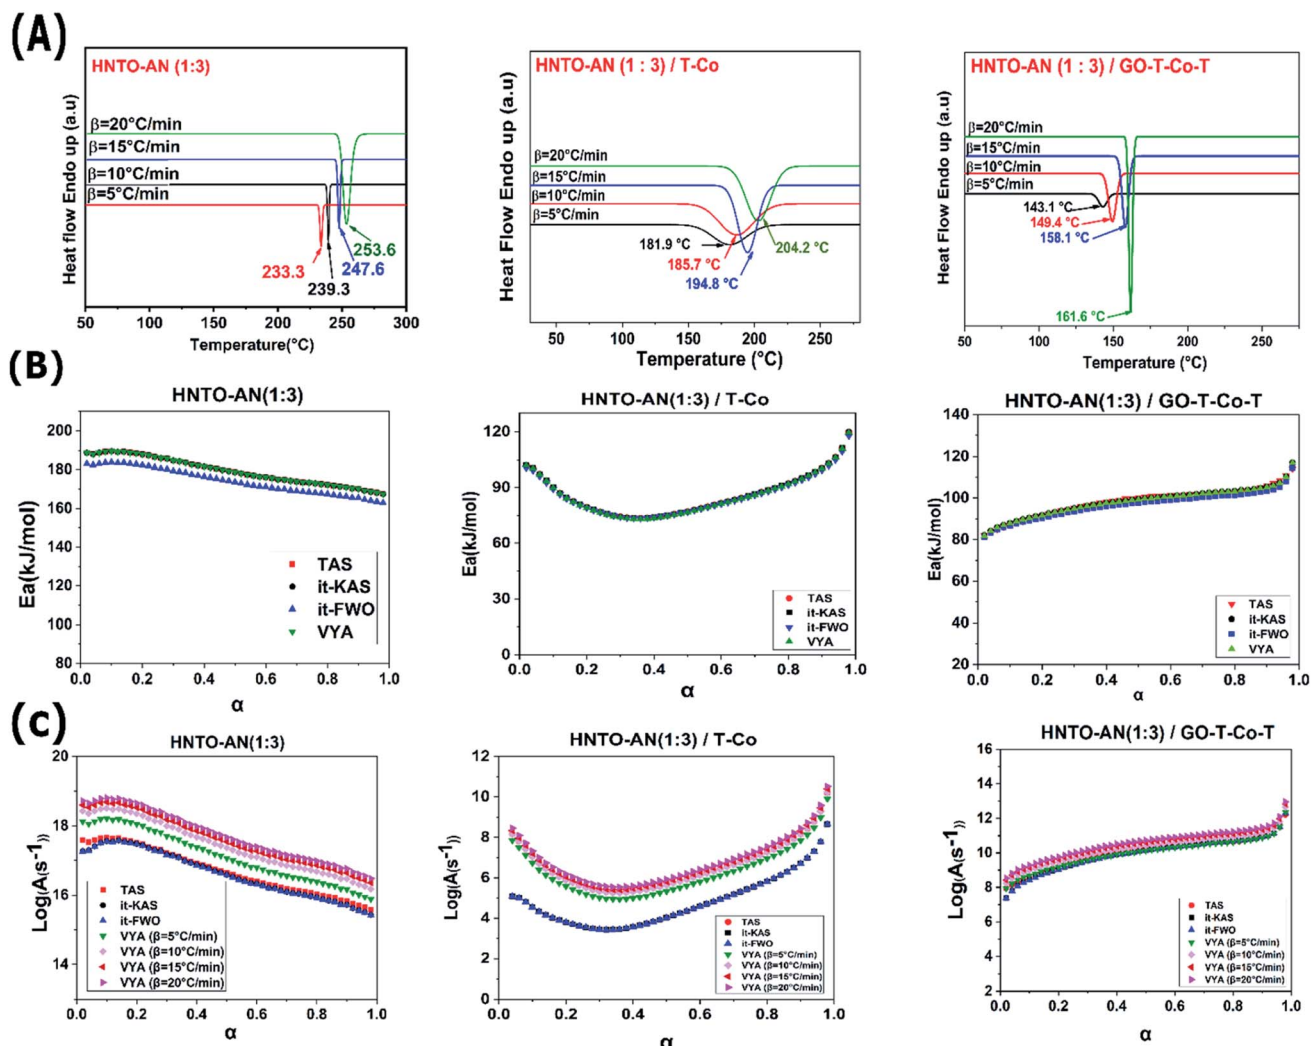 (A)
HNTO-AN (1:3)
Heat flow Endo up (a.u)
β=20°C/min
β=15°C/min
β=10°C/min
β=5°C/min
253.6
247.6
233.3
239.3
50 100 150 200 250 300
Temperature(°C)
HNTO-AN (1 : 3) / T-Co
Heat Flow Endo up (a.u)
β=20°C/min
β=15°C/min
β=10°C/min
β=5°C/min
181.9 °C
204.2 °C
185.7 °C
194.8 °C
50 100 150 200 250
Temperature (°C)
HNTO-AN (1 : 3) / GO-T-Co-T
Heat Flow Endo up (a.u)
β=20°C/min
β=15°C/min
β=10°C/min
β=5°C/min
143.1 °C
149.4 °C
158.1 °C
161.6 °C
50 100 150 200 250
Temperature (°C)
(B)
HNTO-AN(1:3)
Ea(kJ/mol)
200
180
160
140
120
100
80
TAS
it-KAS
it-FWO
VYA
0.0 0.2 0.4 0.6 0.8 1.0
α
HNTO-AN(1:3) / T-Co
Ea(kJ/mol)
120
90
60
30
0
TAS
it-KAS
it-FWO
VYA
0.0 0.2 0.4 0.6 0.8 1.0
α
HNTO-AN(1:3) / GO-T-Co-T
Ea(kJ/mol)
140
120
100
80
60
40
20
TAS
it-KAS
it-FWO
VYA
0.0 0.2 0.4 0.6 0.8 1.0
α
(c)
HNTO-AN(1:3)
Log(A(s-1))
20
18
16
14
TAS
it-KAS
it-FWO
VYA (β=5°C/min)
VYA (β=10°C/min)
VYA (β=15°C/min)
VYA (β=20°C/min)
0.0 0.2 0.4 0.6 0.8 1.0
α
HNTO-AN(1:3) / T-Co
Log(A(s-1))
12
10
8
6
4
2
0
TAS
it-KAS
it-FWO
VYA (β=5°C/min)
VYA (β=10°C/min)
VYA (β=15°C/min)
VYA (β=20°C/min)
0.0 0.2 0.4 0.6 0.8 1.0
α
HNTO-AN(1:3) / GO-T-Co-T
Log(A(s-1))
16
14
12
10
8
6
4
2
TAS
it-KAS
it-FWO
VYA (β=5°C/min)
VYA (β=10°C/min)
VYA (β=15°C/min)
VYA (β=20°C/min)
0.0 0.2 0.4 0.6 0.8 1.0
α